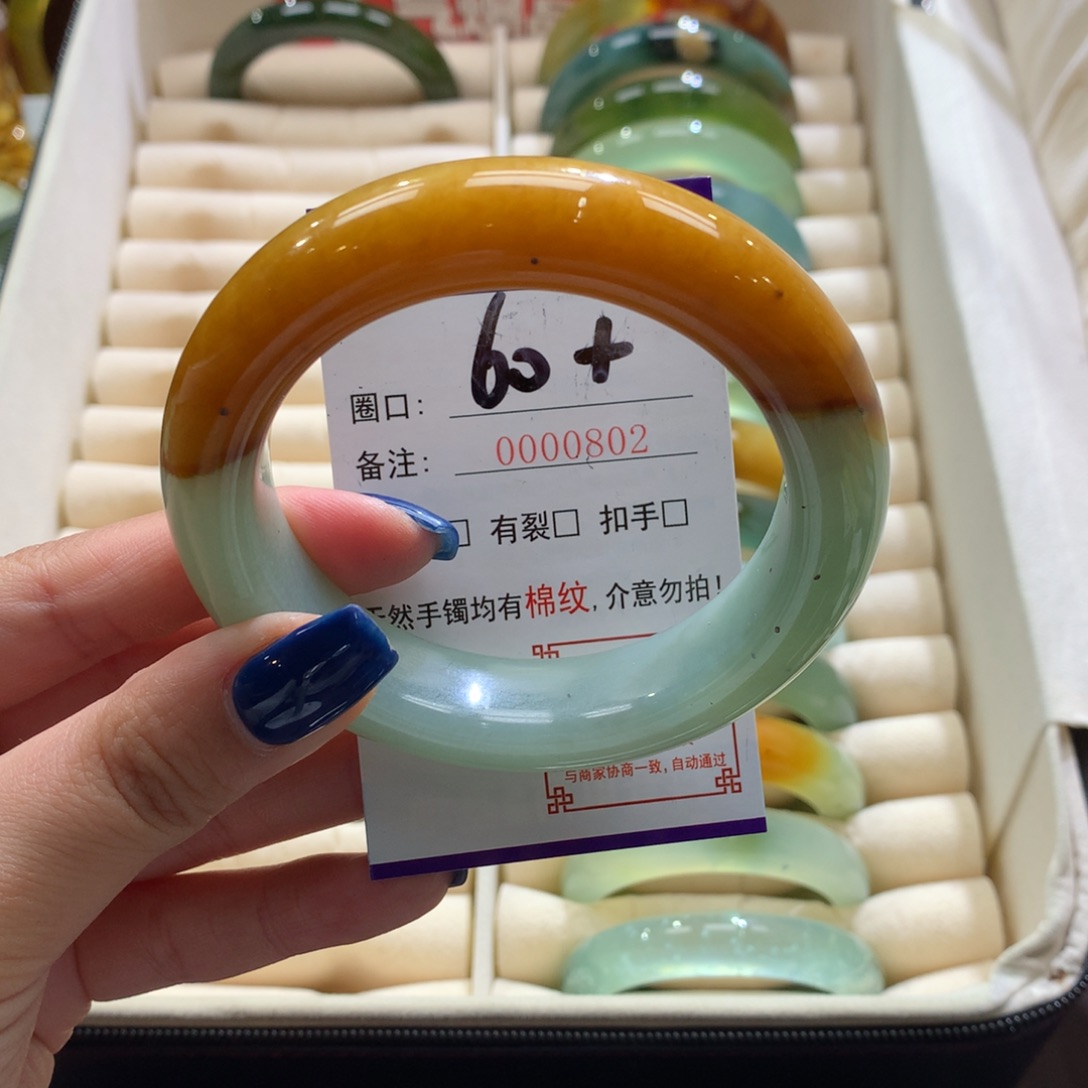 圈口: 60+
备注: 0000802
□ 有裂□ 扣手□
天然手镯均有棉纹,介意勿拍!
与商家协商一致,自动通过